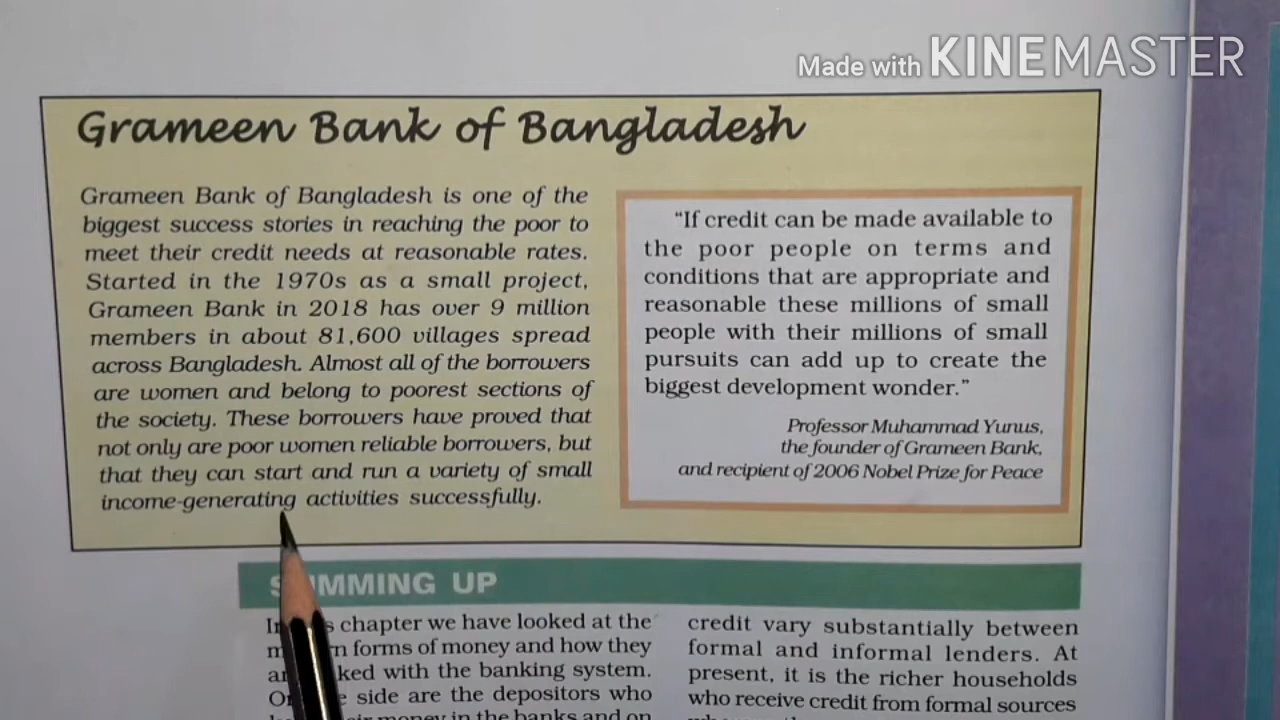 Made with KINEMASTER
Grameen Bank of Bangladesh
Grameen Bank of Bangladesh is one of the
biggest success stories in reaching the poor to
meet their credit needs at reasonable rates.
Started in the 1970s as a small project,
Grameen Bank in 2018 has over 9 million
members in about 81,600 villages spread
across Bangladesh. Almost all of the borrowers
are women and belong to poorest sections of
the society. These borrowers have proved that
not only are poor women reliable borrowers, but
that they can start and run a variety of small
income-generating activities successfully.
“If credit can be made available to
the poor people on terms and
conditions that are appropriate and
reasonable these millions of small
people with their millions of small
pursuits can add up to create the
biggest development wonder.”
Professor Muhammad Yunus,
the founder of Grameen Bank,
and recipient of 2006 Nobel Prize for Peace
SUMMING UP
chapter we have looked at the
forms of money and how they
with the banking system.
side are the depositors who
money in the banks and on
credit vary substantially between
formal and informal lenders. At
present, it is the richer households
who receive credit from formal sources